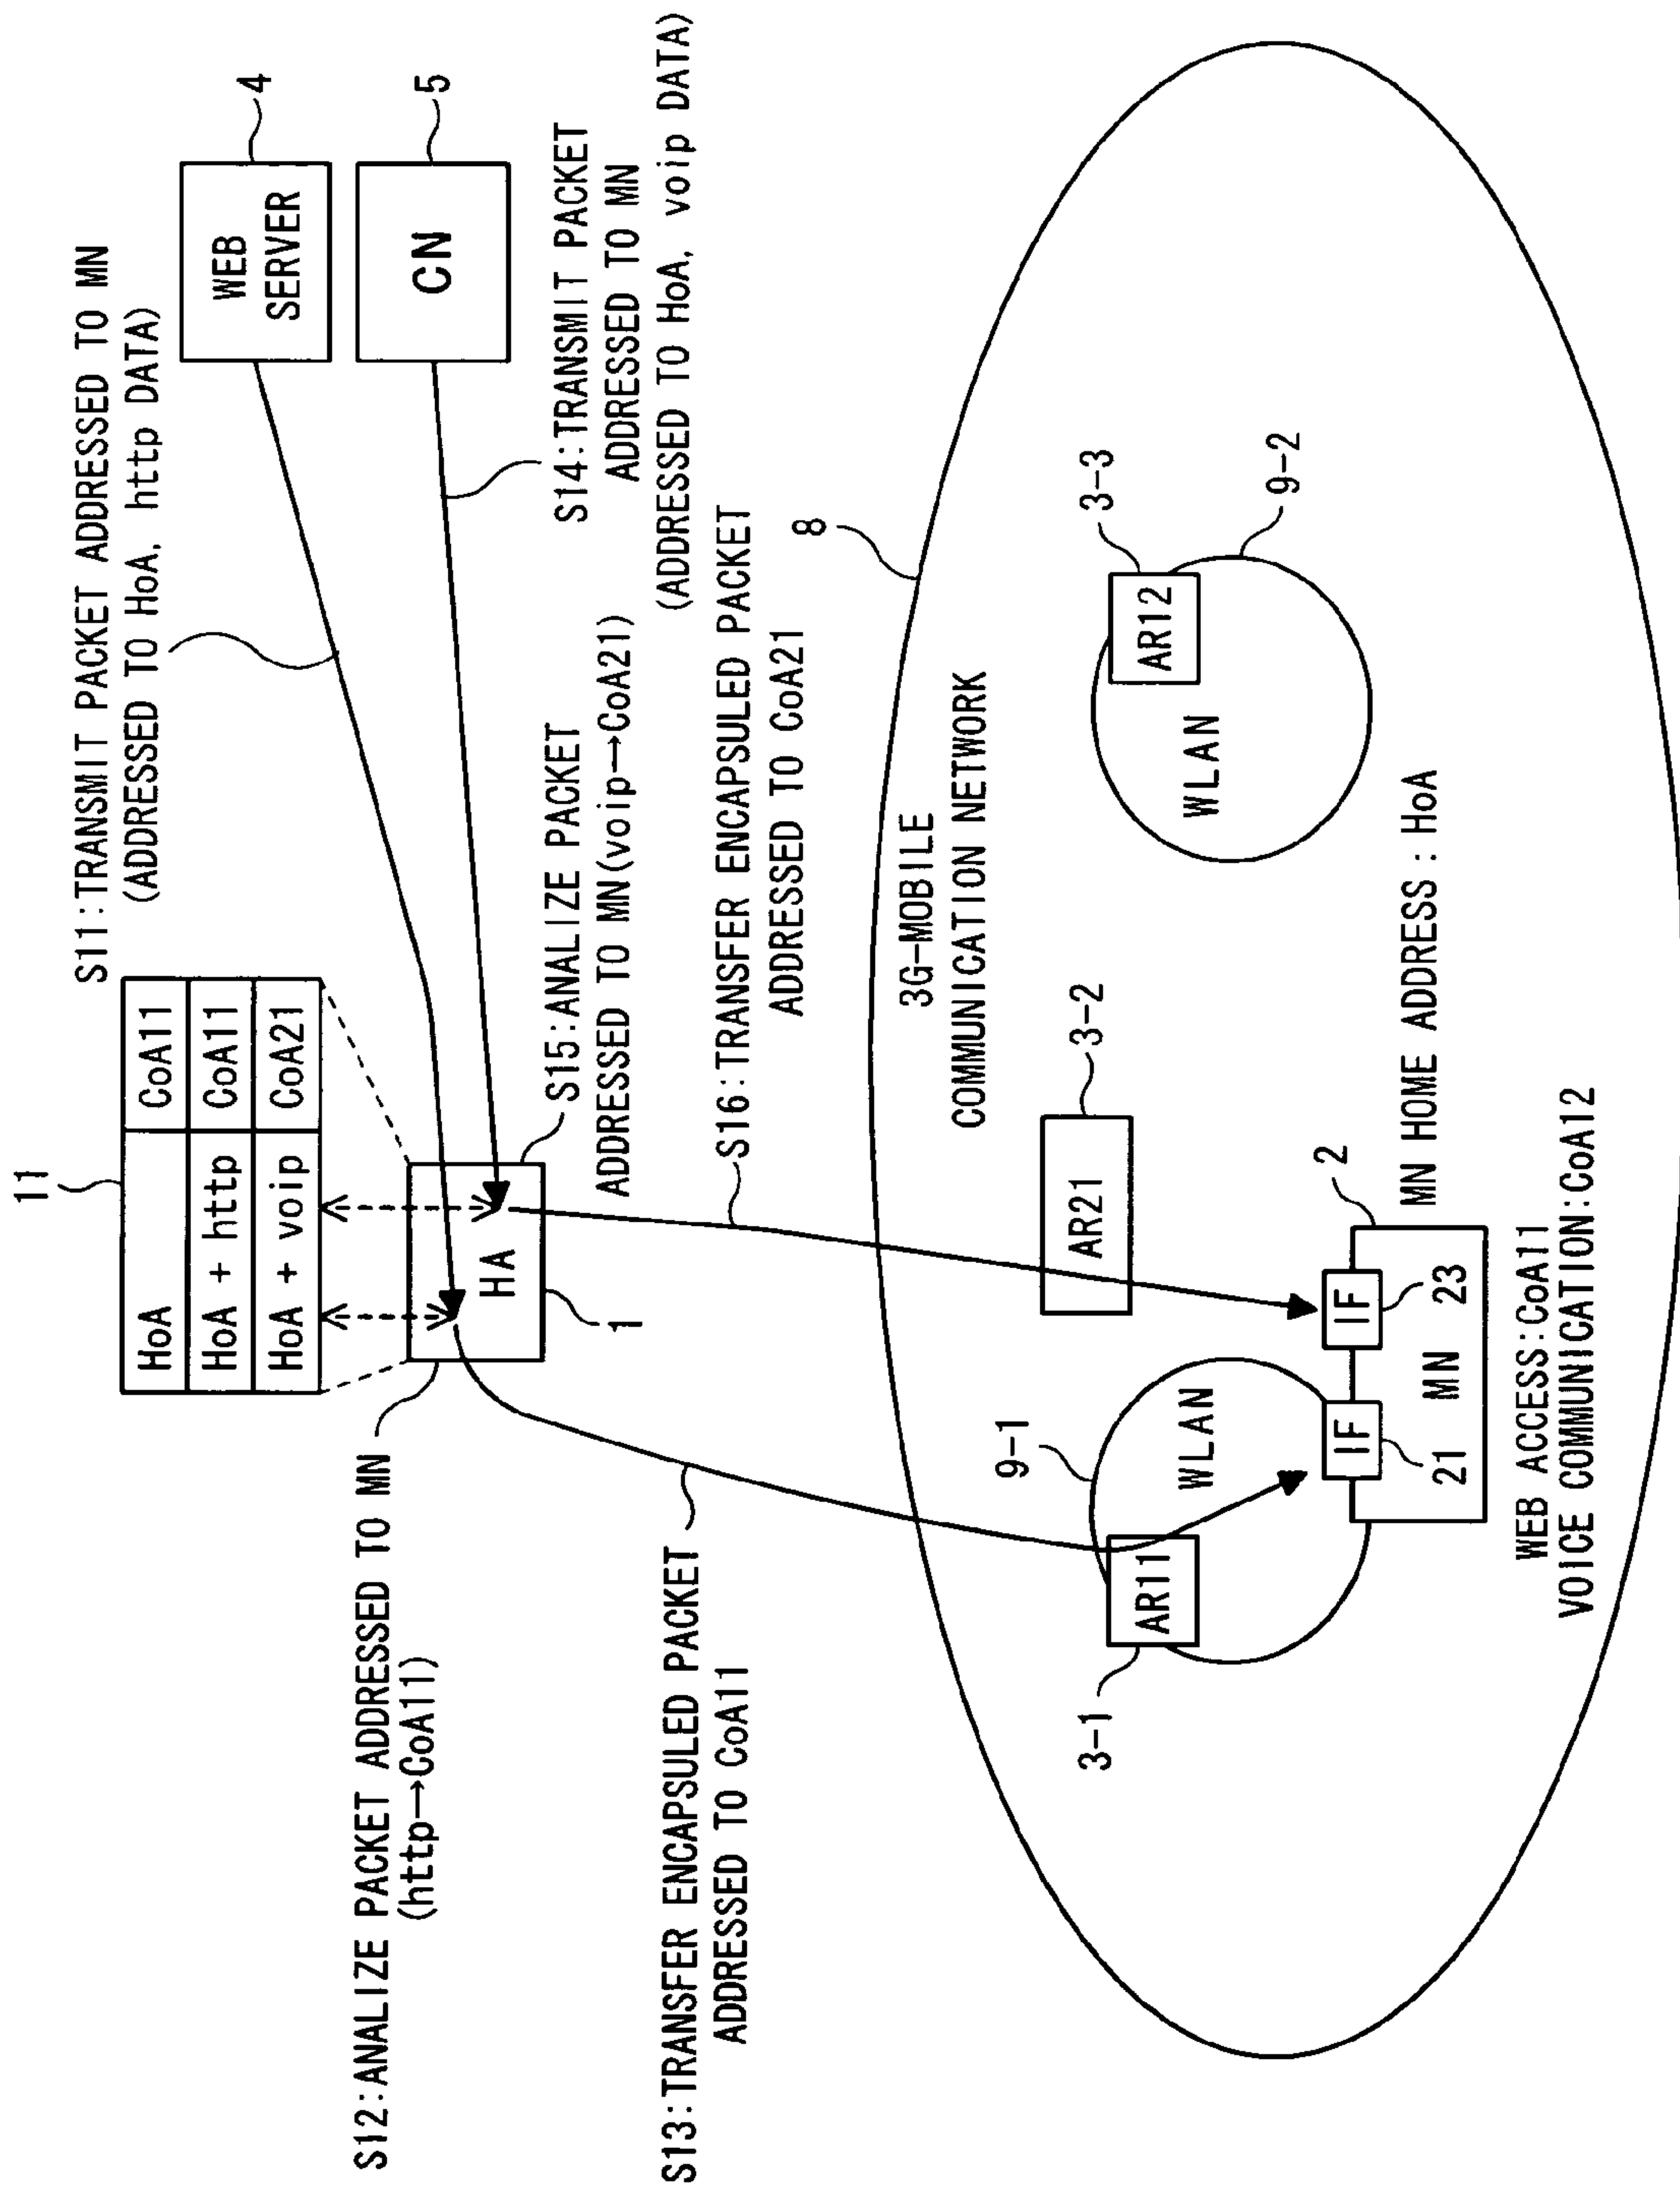 11
HoA
CoA11
HoA + http
CoA11
HoA + voip
CoA21
S11:TRANSMIT PACKET ADDRESSED TO MN
(ADDRESSED TO HoA, http DATA)
WEB
SERVER
4
CN
5
S14:TRANSMIT PACKET
ADDRESSED TO MN
(ADDRESSED TO HoA, voip DATA)
S12:ANALIZE PACKET ADDRESSED TO MN
(http→CoA11)
HA
1
S15:ANALIZE PACKET
ADDRESSED TO MN(voip→CoA21)
S13:TRANSFER ENCAPSULED PACKET
ADDRESSED TO CoA11
S16:TRANSFER ENCAPSULED PACKET
ADDRESSED TO CoA21
8
3G-MOBILE
COMMUNICATION NETWORK
3-1
AR11
9-1
WLAN
AR21
3-2
AR12
3-3
9-2
WLAN
IF
IF
21
MN
23
2
MN HOME ADDRESS:HoA
WEB ACCESS:CoA11
VOICE COMMUNICATION:CoA12